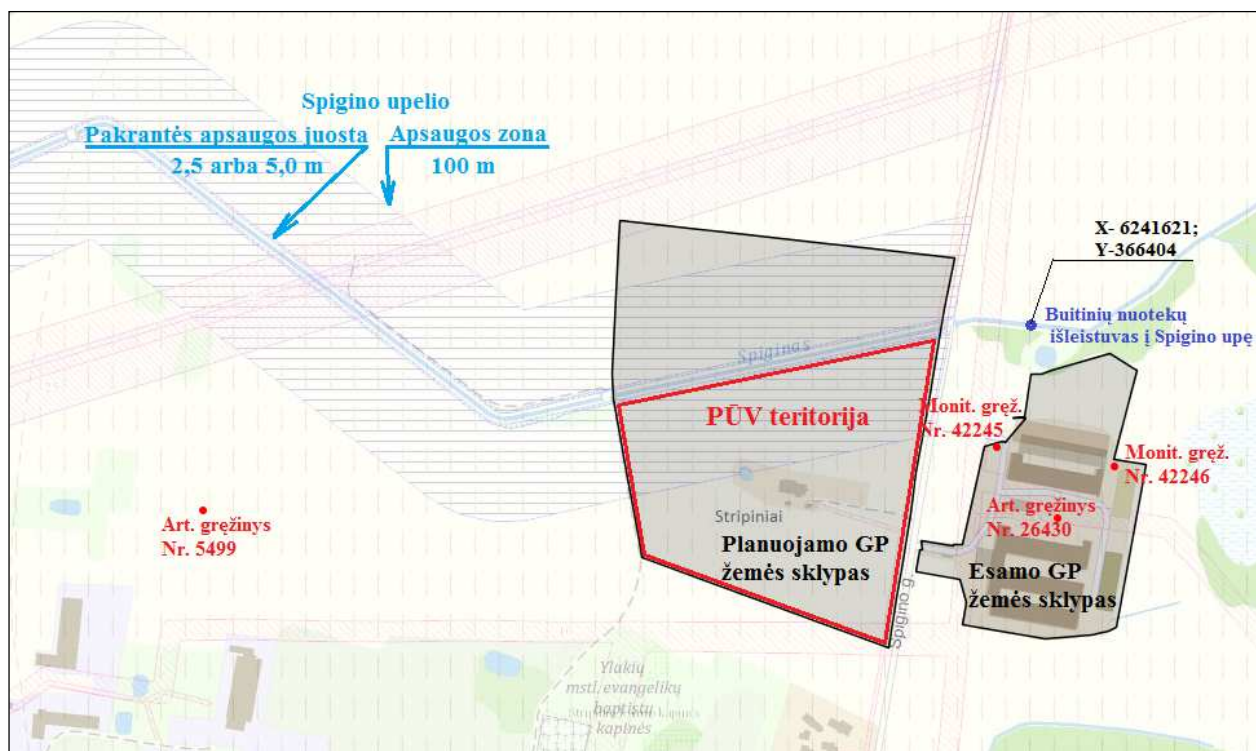 Spigino upelio
Pakrantės apsaugos juosta
2,5 arba 5,0 m
Apsaugos zona
100 m
X- 6241621;
Y-366404
Buitinių nuotekų
išleistuvas į Spigino upę
Spiginas
PŪV teritorija
Monit. gręž.
Nr. 42245
Monit. gręž.
Nr. 42246
Art. gręžinys
Nr. 5499
Stripiniai
Planuojamo GP
žemės sklypas
Art. gręžinys
Nr. 26430
Esamo GP
žemės sklypas
Spigino g.
Ylakių
mstl. evangelikų
baptistų
kapinės